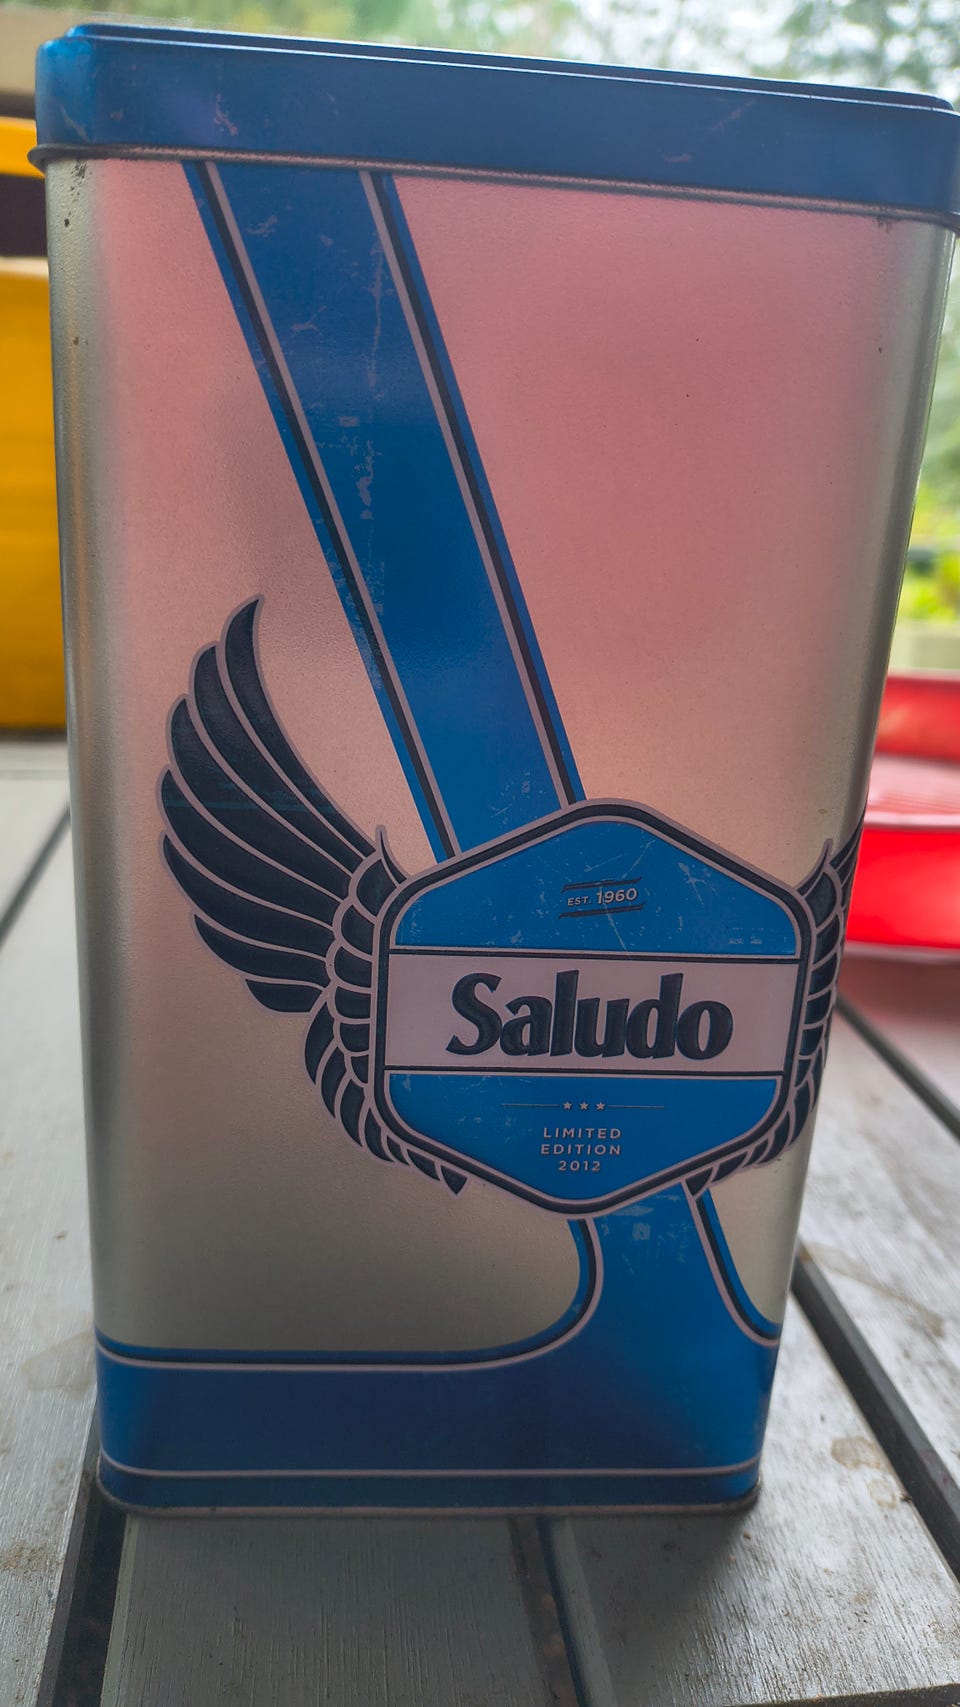 EST. 1960
Saludo
LIMITED
EDITION
2012